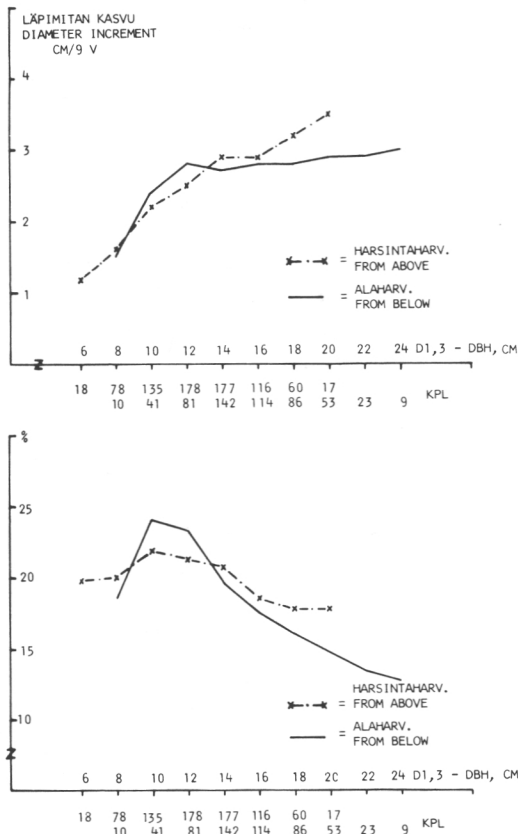 LÄPIMITAN KASVU
DIAMETER INCREMENT
CM/9 V
4
3
2
1
HARSINTAHARV.
= FROM ABOVE
ALAHARV.
= FROM BELOW
6 8 10 12 14 16 18 20 22 24 D1,3 - DBH, CM
18 78 135 178 177 116 60 17 KPL
10 41 81 142 114 86 53 23 9
%
25
20
15
10
HARSINTAHARV.
= FROM ABOVE
ALAHARV.
= FROM BELOW
6 8 10 12 14 16 18 20 22 24 D1,3 - DBH, CM
18 78 135 178 177 116 60 17 KPL
10 41 81 142 114 86 53 23 9